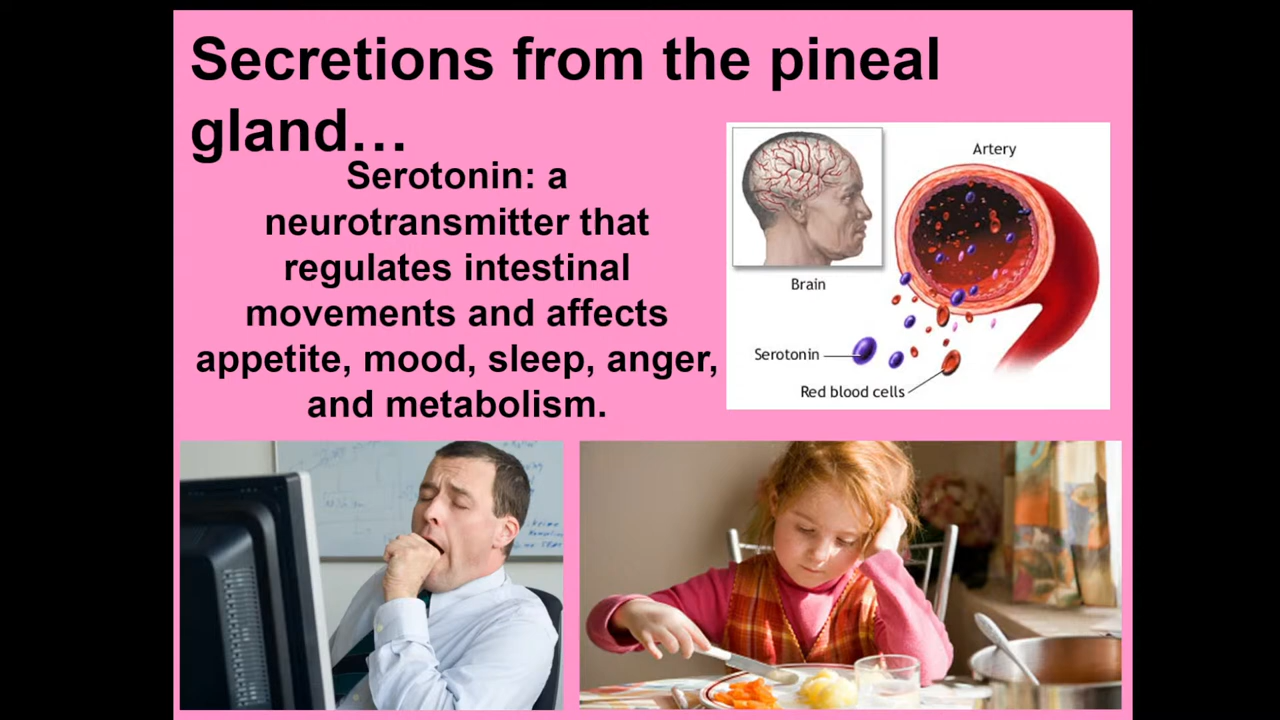 Secretions from the pineal
gland…
Serotonin: a
neurotransmitter that
regulates intestinal
movements and affects
appetite, mood, sleep, anger,
and metabolism.
Artery
Brain
Serotonin
Red blood cells